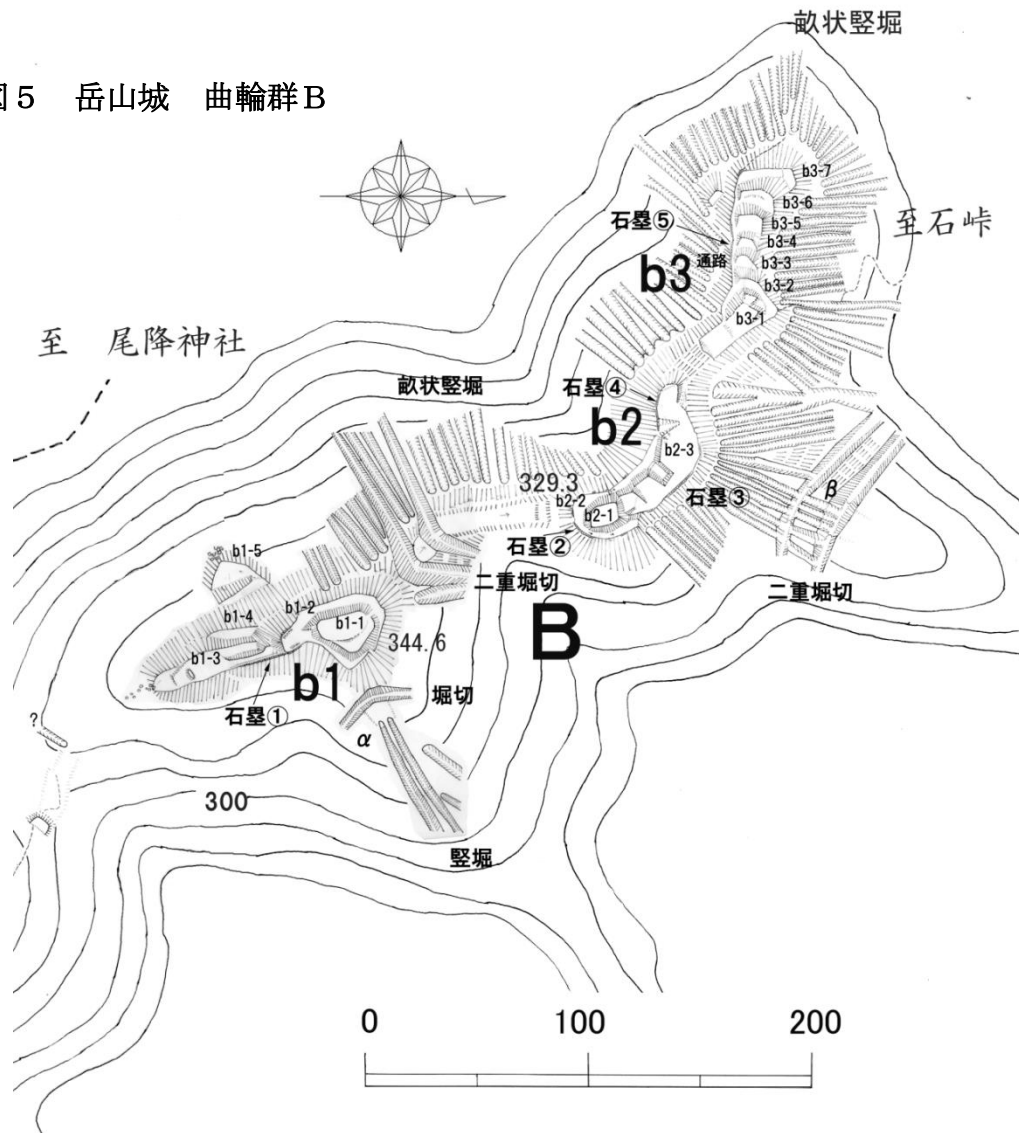 畝状竪堀
図5 岳山城 曲輪群B
b3-7
b3-6
石塁⑤
b3-5
至石峠
b3-4
b3
通路
b3-3
b3-2
b3-1
至 尾降神社
畝状竪堀
石塁④
b2
b2-3
329.3
b2-2
b2-1
石塁③
β
石塁②
b1-5
二重堀切
二重堀切
b1-4
b1-2
b1-1
B
344.6
b1-3
b1
堀切
石塁①
?
α
300
竪堀
0 100 200